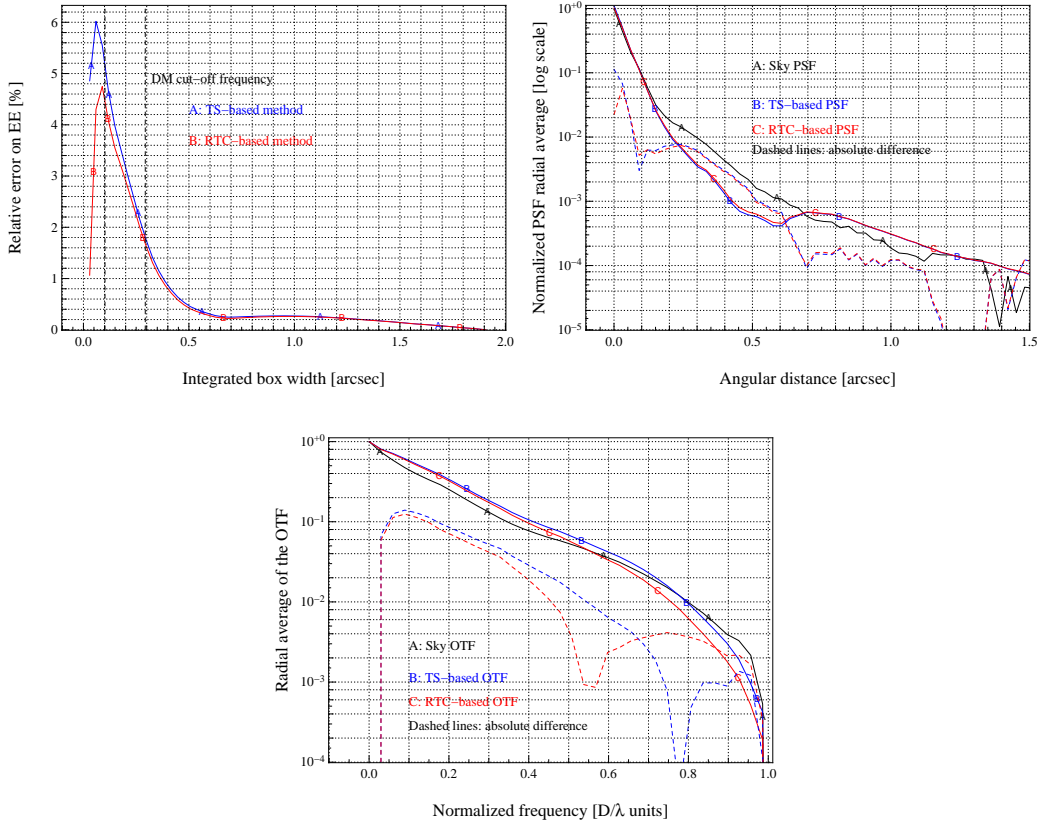 6
5
4
3
2
1
0
0.0
0.5
1.0
1.5
2.0
Relative error on EE [%]
Integrated box width [arcsec]
DM cut−off frequency
A: TS−based method
B: RTC−based method
A
A
A
A
A
A
B
B
B
B
B
B
10+0
10−1
10−2
10−3
10−4
10−5
0.0
0.5
1.0
1.5
Normalized PSF radial average [log scale]
Angular distance [arcsec]
A: Sky PSF
B: TS−based PSF
C: RTC−based PSF
Dashed lines: absolute difference
A
A
A
A
A
A
B
B
B
B
C
C
C
C
10+0
10−1
10−2
10−3
10−4
0.0
0.2
0.4
0.6
0.8
1.0
Radial average of the OTF
Normalized frequency [D/λ units]
A: Sky OTF
B: TS−based OTF
C: RTC−based OTF
Dashed lines: absolute difference
A
A
A
A
A
B
B
B
B
C
C
C
C